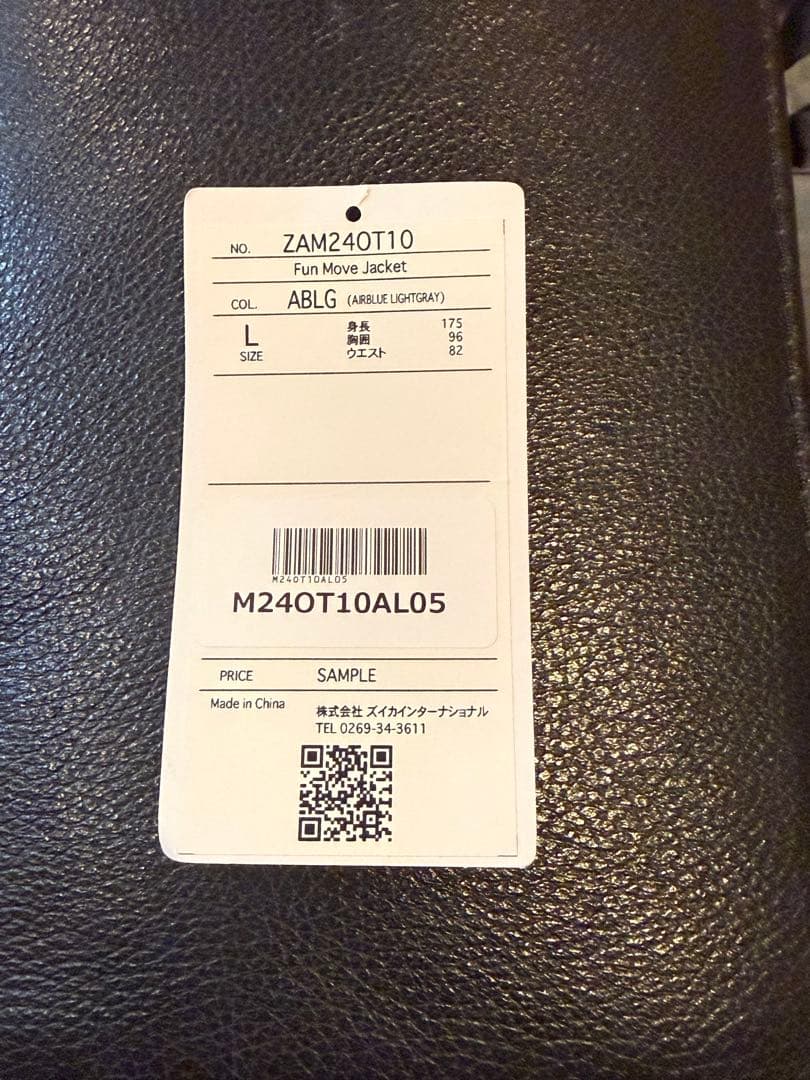 NO. ZAM24OT10
Fun Move Jacket
COL. ABLG (AIRBLUE LIGHTGRAY)
L
SIZE
身長 175
胸囲 96
ウエスト 82
M24OT10AL05
M24OT10AL05
PRICE SAMPLE
Made in China
株式会社 ズイカインターナショナル
TEL 0269-34-3611